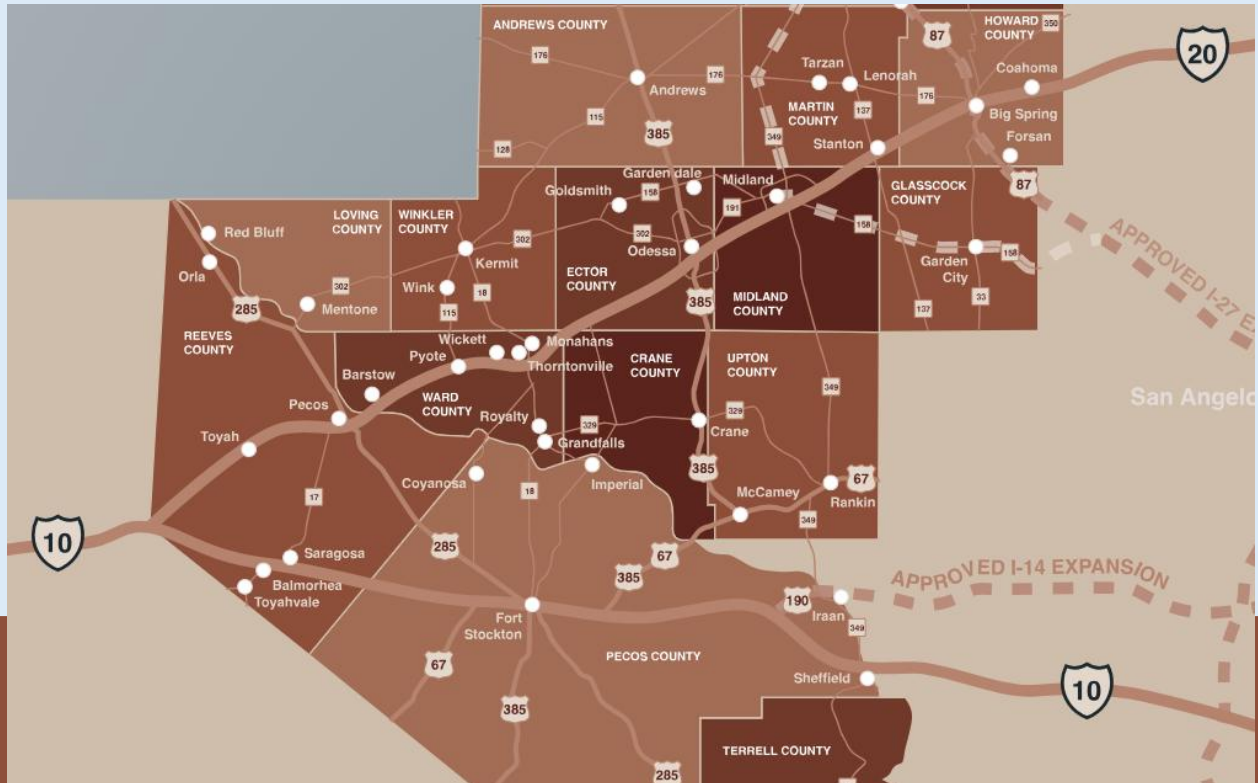 ANDREWS COUNTY
HOWARD
COUNTY
350
87
20
176
Tarzan
Coahoma
176
Andrews
Lenorah
176
MARTIN
COUNTY
137
Big Spring
115
385
349
Stanton
Forsan
128
Gardendale
Midland
GLASSCOCK
COUNTY
87
Goldsmith
158
191
APPROVED I-27 E
LOVING
COUNTY
WINKLER
COUNTY
158
Red Bluff
302
302
Odessa
158
Kermit
Garden
City
Orla
ECTOR
COUNTY
302
Wink
18
MIDLAND
COUNTY
33
285
Mentone
115
385
137
REEVES
COUNTY
Wickett
Monahans
Pyote
Thorntonville
CRANE
COUNTY
UPTON
COUNTY
Barstow
349
WARD
COUNTY
San Angelo
Pecos
Royalty
329
329
Toyah
Grandfalls
Crane
385
67
Coyanosa
Imperial
McCamey
Rankin
17
18
349
10
285
67
Saragosa
385
APPROVED I-14 EXPANSION
Balmorhea
190
Toyahvale
Iraan
Fort
Stockton
349
67
PECOS COUNTY
Sheffield
10
385
TERRELL COUNTY
285